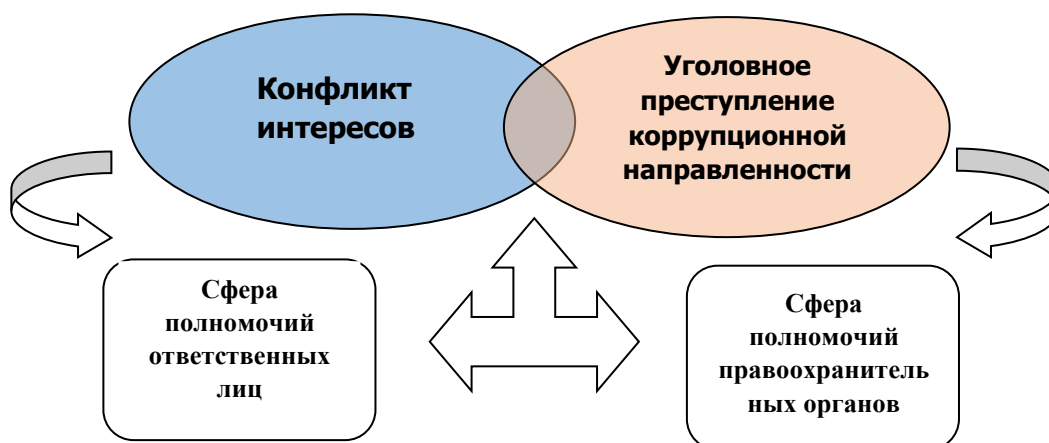 Конфликт
интересов
Уголовное
преступление
коррупционной
направленности
Сфера
полномочий
ответственных
лиц
Сфера
полномочий
правоохранитель
ных органов